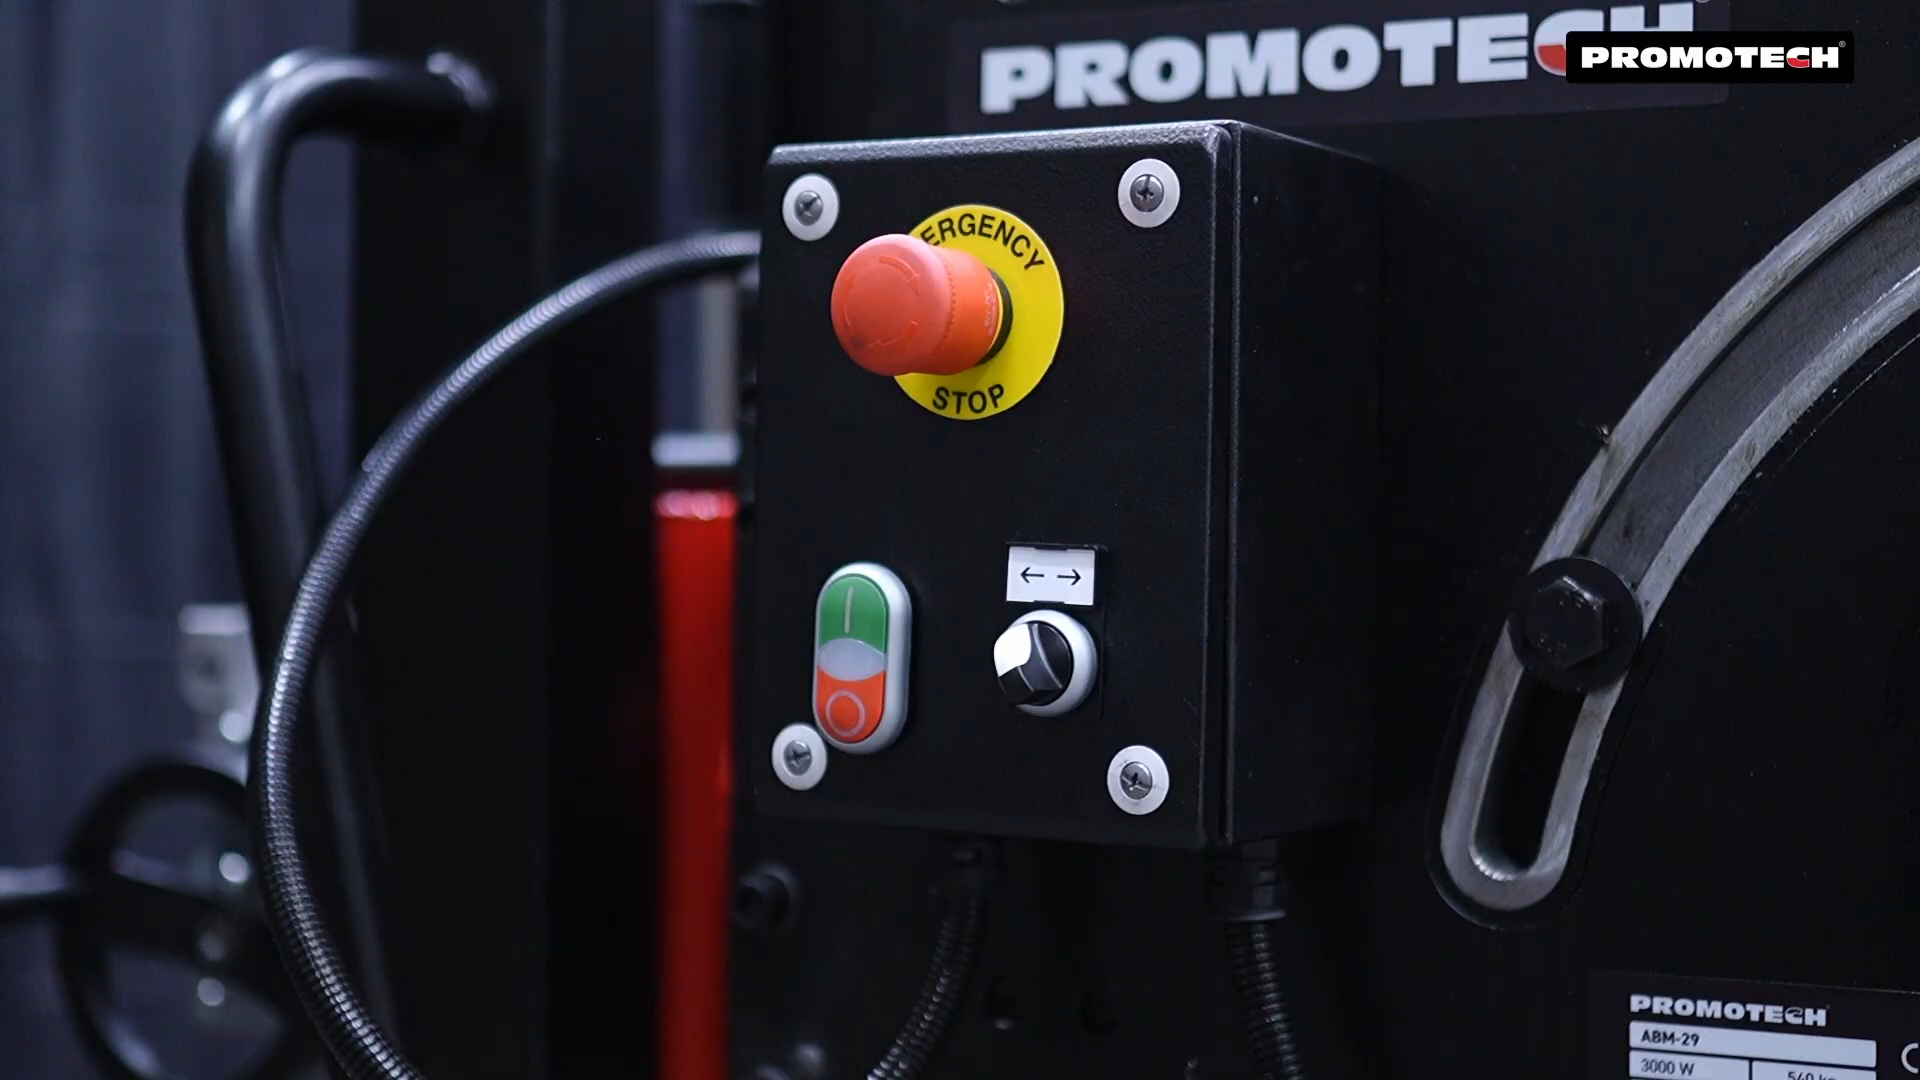 PROMOTECH
PROMOTECH®
ERGENCY
STOP
← →
PROMOTECH
ABM-29
3000 W